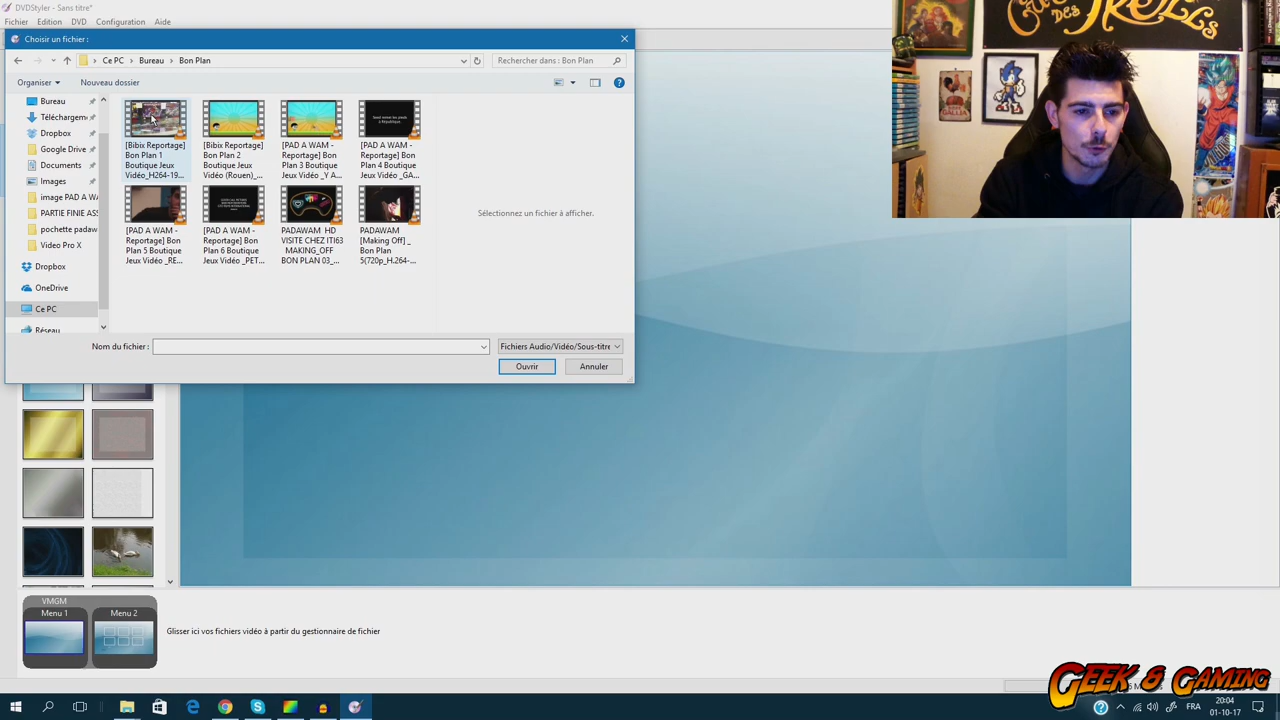 DVDStyler - Sans titre*
Fichier Edition DVD Configuration Aide
Choisir un fichier :
Ce PC > Bureau > Bon Plan
Rechercher dans : Bon Plan
Organiser Nouveau dossier
Bureau
Téléchargem
Dropbox
Google Drive
Documents
Images
image PAD A WA
PARTIE FINIE ASS
pochette padaw
Video Pro X
Dropbox
OneDrive
Ce PC
Réseau
[Bibix Reportage]
Bon Plan 1
Boutique Jeux
Vidéo_H264-19...
[Bibix Reportage]
Bon Plan 2
Boutique Jeux
Vidéo (Rouen)_...
[PAD A WAM -
Reportage] Bon
Plan 3 Boutique
Jeux Vidéo _Y A...
[PAD A WAM -
Reportage] Bon
Plan 4 Boutique
Jeux Vidéo _GA...
[PAD A WAM -
Reportage] Bon
Plan 5 Boutique
Jeux Vidéo _RE...
[PAD A WAM -
Reportage] Bon
Plan 6 Boutique
Jeux Vidéo _PET...
PADAWAM HD
VISITE CHEZ ITI63
MAKING_OFF
BON PLAN 03_...
PADAWAM
[Making Off] _
Bon Plan
5(720p_H.264-...
Sélectionnez un fichier à afficher.
Nom du fichier :
Fichiers Audio/Vidéo/Sous-titre
Ouvrir Annuler
DES
VMGM
Menu 1 Menu 2
Glisser ici vos fichiers vidéo à partir du gestionnaire de fichier
GEEK & GAMING
FRA
20:04
01-10-17